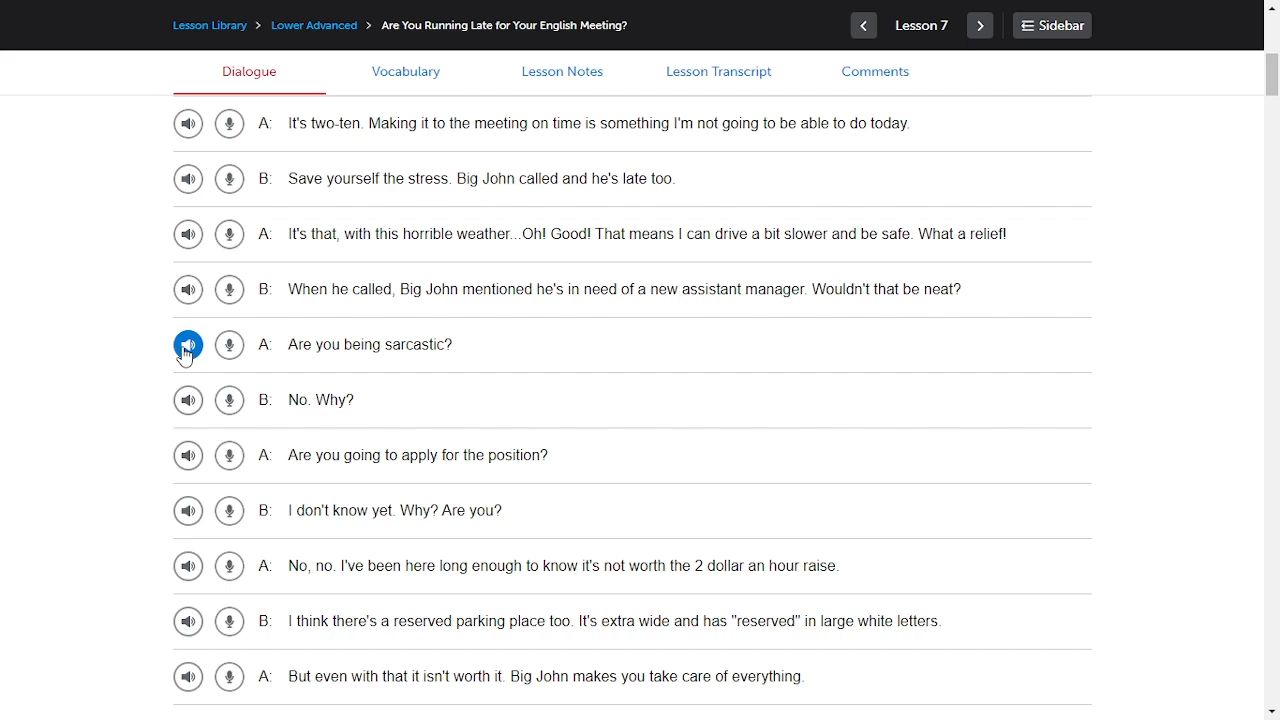 Lesson Library > Lower Advanced > Are You Running Late for Your English Meeting? < Lesson 7 > Sidebar
Dialogue Vocabulary Lesson Notes Lesson Transcript Comments
A: It's two-ten. Making it to the meeting on time is something I'm not going to be able to do today.
B: Save yourself the stress. Big John called and he's late too.
A: It's that, with this horrible weather...Oh! Good! That means I can drive a bit slower and be safe. What a relief!
B: When he called, Big John mentioned he's in need of a new assistant manager. Wouldn't that be neat?
A: Are you being sarcastic?
B: No. Why?
A: Are you going to apply for the position?
B: I don't know yet. Why? Are you?
A: No, no. I've been here long enough to know it's not worth the 2 dollar an hour raise.
B: I think there's a reserved parking place too. It's extra wide and has "reserved" in large white letters.
A: But even with that it isn't worth it. Big John makes you take care of everything.